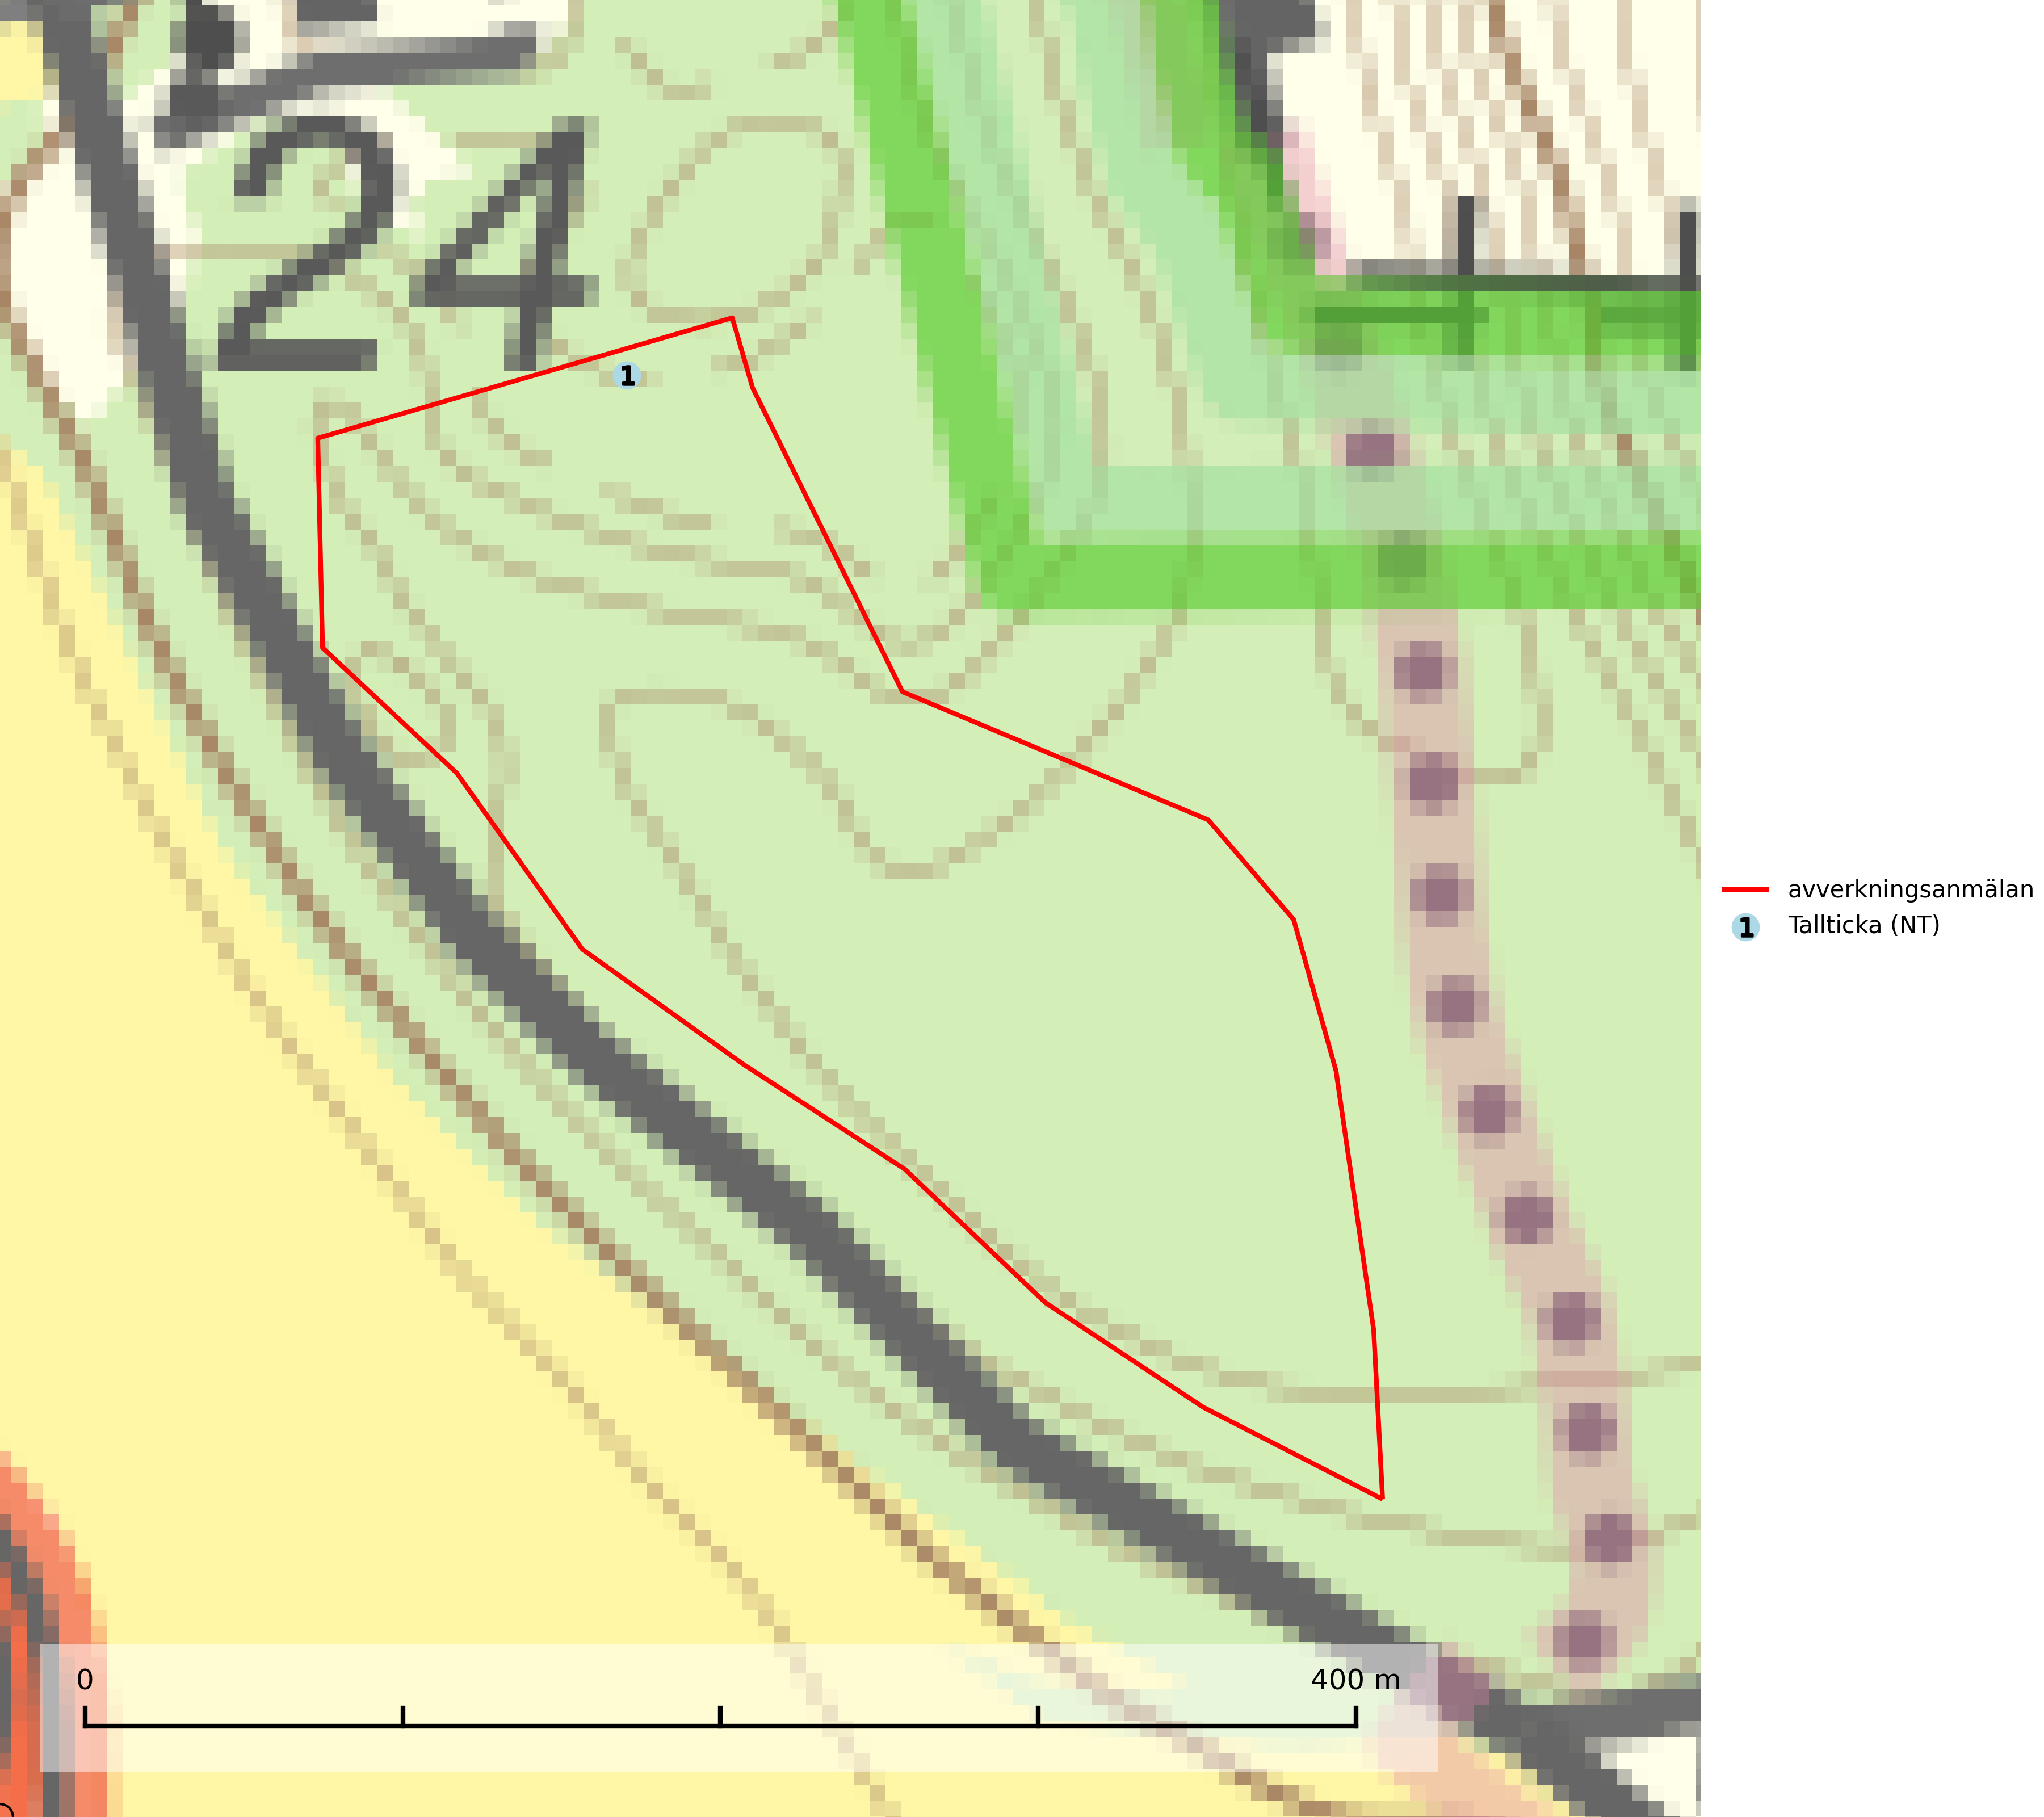 24
1
avverkningsanmälan
1 Tallticka (NT)
0 400 m